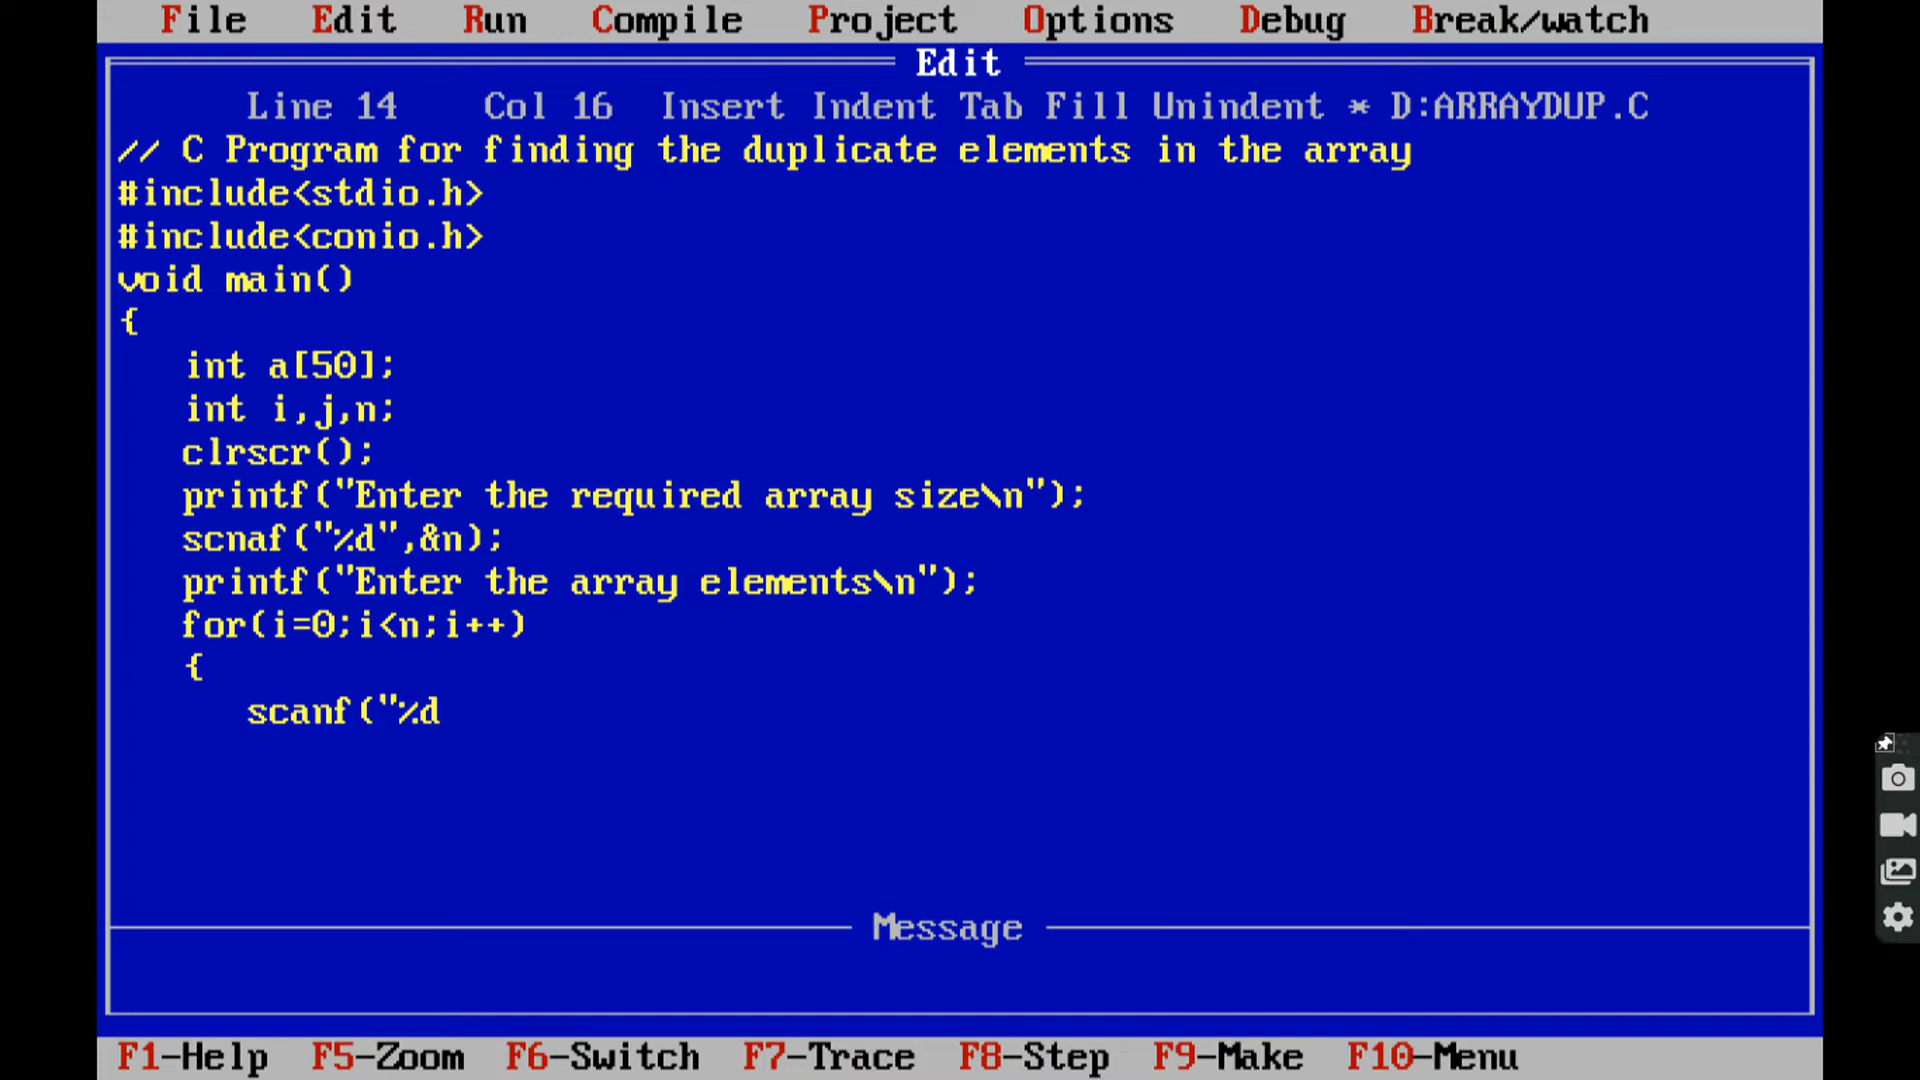 File Edit Run Compile Project Options Debug Break/watch
Edit
Line 14 Col 16 Insert Indent Tab Fill Unindent * D:ARRAYDUP.C
// C Program for finding the duplicate elements in the array
#include<stdio.h>
#include<conio.h>
void main()
{
int a[50];
int i,j,n;
clrscr();
printf("Enter the required array size\n");
scnaf("%d",&n);
printf("Enter the array elements\n");
for(i=0;i<n;i++)
{
scanf("%d
Message
F1-Help F5-Zoom F6-Switch F7-Trace F8-Step F9-Make F10-Menu